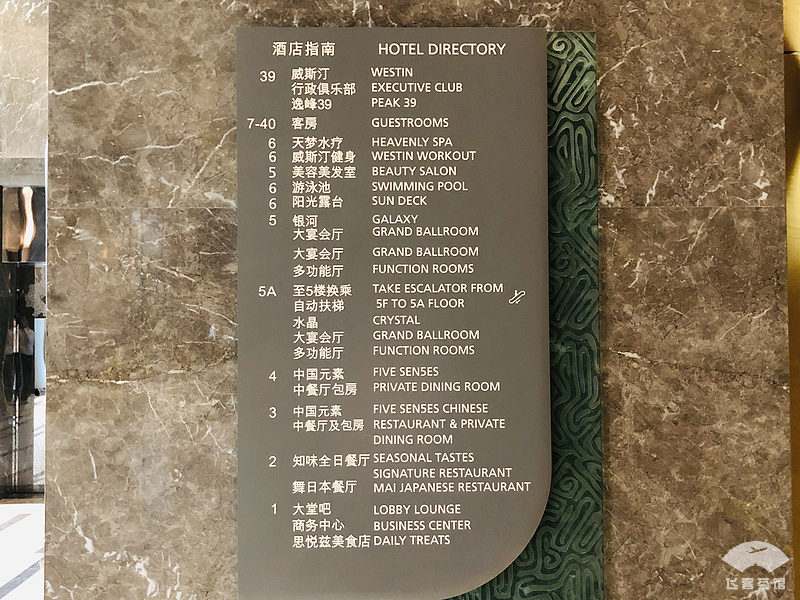 酒店指南 HOTEL DIRECTORY
39 威斯汀 WESTIN
行政俱乐部 EXECUTIVE CLUB
逸峰39 PEAK 39
7-40 客房 GUESTROOMS
6 天梦水疗 HEAVENLY SPA
6 威斯汀健身 WESTIN WORKOUT
5 美容美发室 BEAUTY SALON
6 游泳池 SWIMMING POOL
6 阳光露台 SUN DECK
5 银河 GALAXY
大宴会厅 GRAND BALLROOM
大宴会厅 GRAND BALLROOM
多功能厅 FUNCTION ROOMS
5A 至5楼换乘 TAKE ESCALATOR FROM
自动扶梯 5F TO 5A FLOOR
水晶 CRYSTAL
大宴会厅 GRAND BALLROOM
多功能厅 FUNCTION ROOMS
4 中国元素 FIVE SEN5ES
中餐厅包房 PRIVATE DINING ROOM
3 中国元素 FIVE SEN5ES CHINESE
中餐厅及包房 RESTAURANT & PRIVATE
DINING ROOM
2 知味全日餐厅 SEASONAL TASTES
SIGNATURE RESTAURANT
舞日本餐厅 MAI JAPANESE RESTAURANT
1 大堂吧 LOBBY LOUNGE
商务中心 BUSINESS CENTER
思悦兹美食店 DAILY TREATS
飞客茶馆